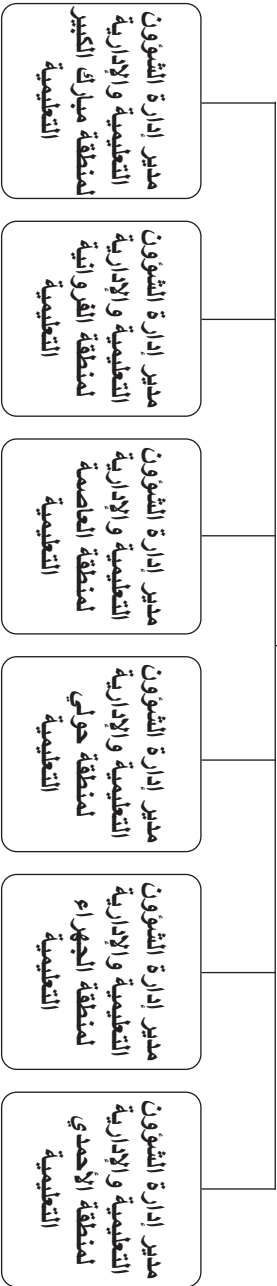 مدير إدارة الشؤون
التعليمية والإدارية
لمنطقة الأحمدي
التعليمية
مدير إدارة الشؤون
التعليمية والإدارية
لمنطقة الجهراء
التعليمية
مدير إدارة الشؤون
التعليمية والإدارية
لمنطقة حولي
التعليمية
مدير إدارة الشؤون
التعليمية والإدارية
لمنطقة العاصمة
التعليمية
مدير إدارة الشؤون
التعليمية والإدارية
لمنطقة الفروانية
التعليمية
مدير إدارة الشؤون
التعليمية والإدارية
لمنطقة مبارك الكبير
التعليمية